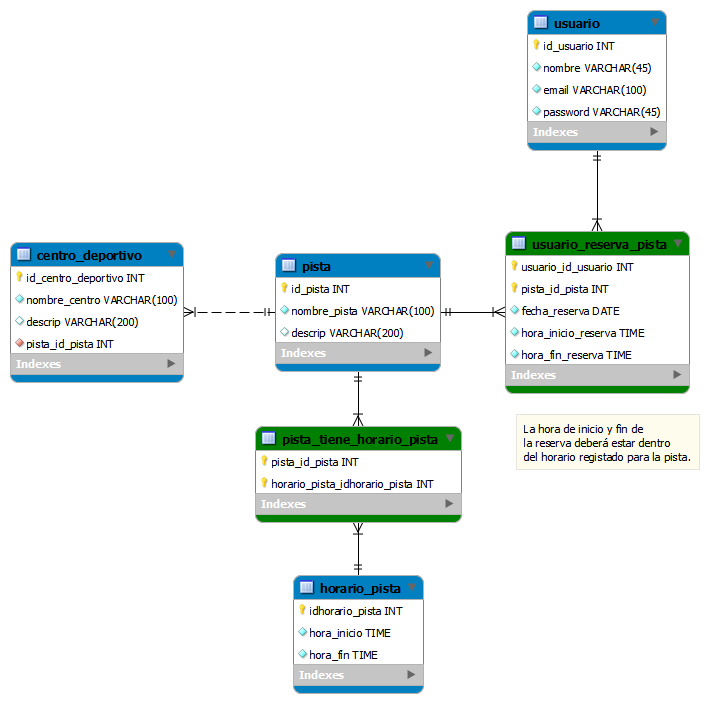 usuario
id_usuario INT
nombre VARCHAR(45)
email VARCHAR(100)
password VARCHAR(45)
Indexes
centro_deportivo
id_centro_deportivo INT
nombre_centro VARCHAR(100)
descrip VARCHAR(200)
pista_id_pista INT
Indexes
pista
id_pista INT
nombre_pista VARCHAR(100)
descrip VARCHAR(200)
Indexes
usuario_reserva_pista
usuario_id_usuario INT
pista_id_pista INT
fecha_reserva DATE
hora_inicio_reserva TIME
hora_fin_reserva TIME
Indexes
La hora de inicio y fin de
la reserva deberá estar dentro
del horario registado para la pista.
pista_tiene_horario_pista
pista_id_pista INT
horario_pista_idhorario_pista INT
Indexes
horario_pista
idhorario_pista INT
hora_inicio TIME
hora_fin TIME
Indexes